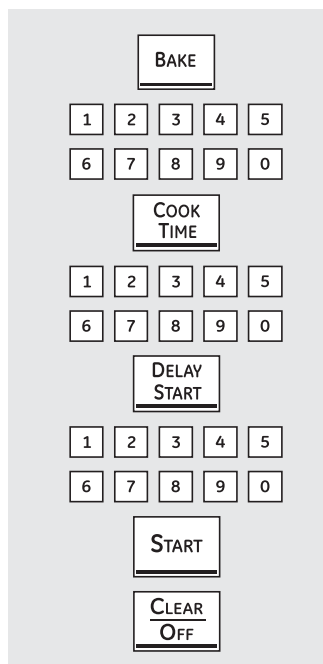 BAKE
1 2 3 4 5
6 7 8 9 0
COOK
TIME
1 2 3 4 5
6 7 8 9 0
DELAY
START
1 2 3 4 5
6 7 8 9 0
START
CLEAR
OFF